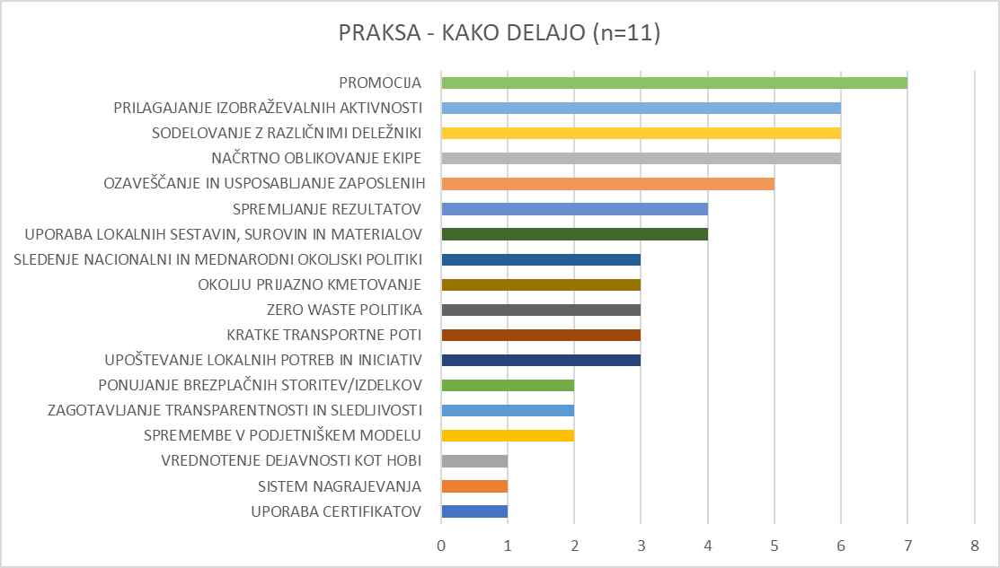 PRAKSA - KAKO DELAJO (n=11)
PROMOCIJA
PRILAGAJANJE IZOBRAŽEVALNIH AKTIVNOSTI
SODELOVANJE Z RAZLIČNIMI DELEŽNIKI
NAČRTNO OBLIKOVANJE EKIPE
OZAVEŠČANJE IN USPOSABLJANJE ZAPOSLENIH
SPREMLJANJE REZULTATOV
UPORABA LOKALNIH SESTAVIN, SUROVIN IN MATERIALOV
SLEDENJE NACIONALNI IN MEDNARODNI OKOLJSKI POLITIKI
OKOLJU PRIJAZNO KMETOVANJE
ZERO WASTE POLITIKA
KRATKE TRANSPORTNE POTI
UPOŠTEVANJE LOKALNIH POTREB IN INICIATIV
PONUJANJE BREZPLAČNIH STORITEV/IZDELKOV
ZAGOTAVLJANJE TRANSPARENTNOSTI IN SLEDLJIVOSTI
SPREMEMBE V PODJETNIŠKEM MODELU
VREDNOTENJE DEJAVNOSTI KOT HOBI
SISTEM NAGRAJEVANJA
UPORABA CERTIFIKATOV
0 1 2 3 4 5 6 7 8